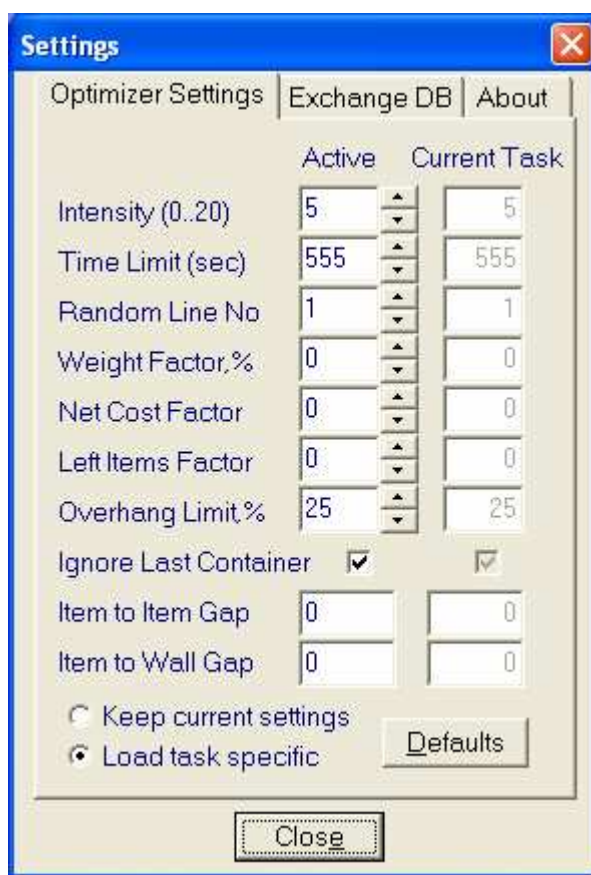 Settings
Optimizer Settings Exchange DB About
Active Current Task
Intensity (0..20) 5 5
Time Limit (sec) 555 555
Random Line No 1 1
Weight Factor,% 0 0
Net Cost Factor 0 0
Left Items Factor 0 0
Overhang Limit,% 25 25
Ignore Last Container
Item to Item Gap 0 0
Item to Wall Gap 0 0
Keep current settings
Load task specific
Defaults
Close